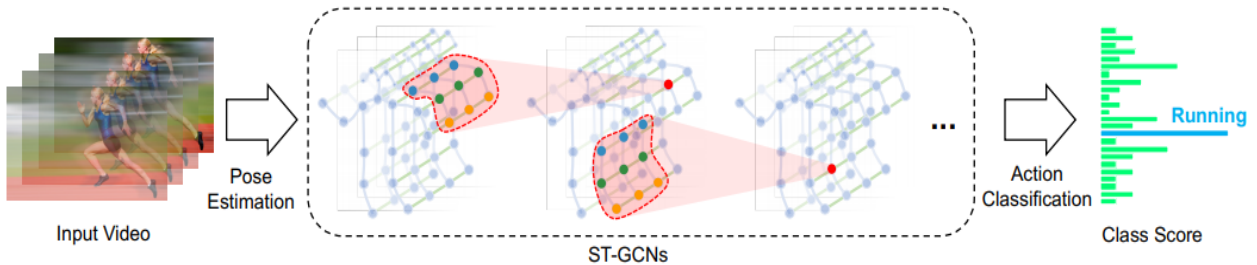 Input Video
Pose
Estimation
...
ST-GCNs
Action
Classification
Running
Class Score